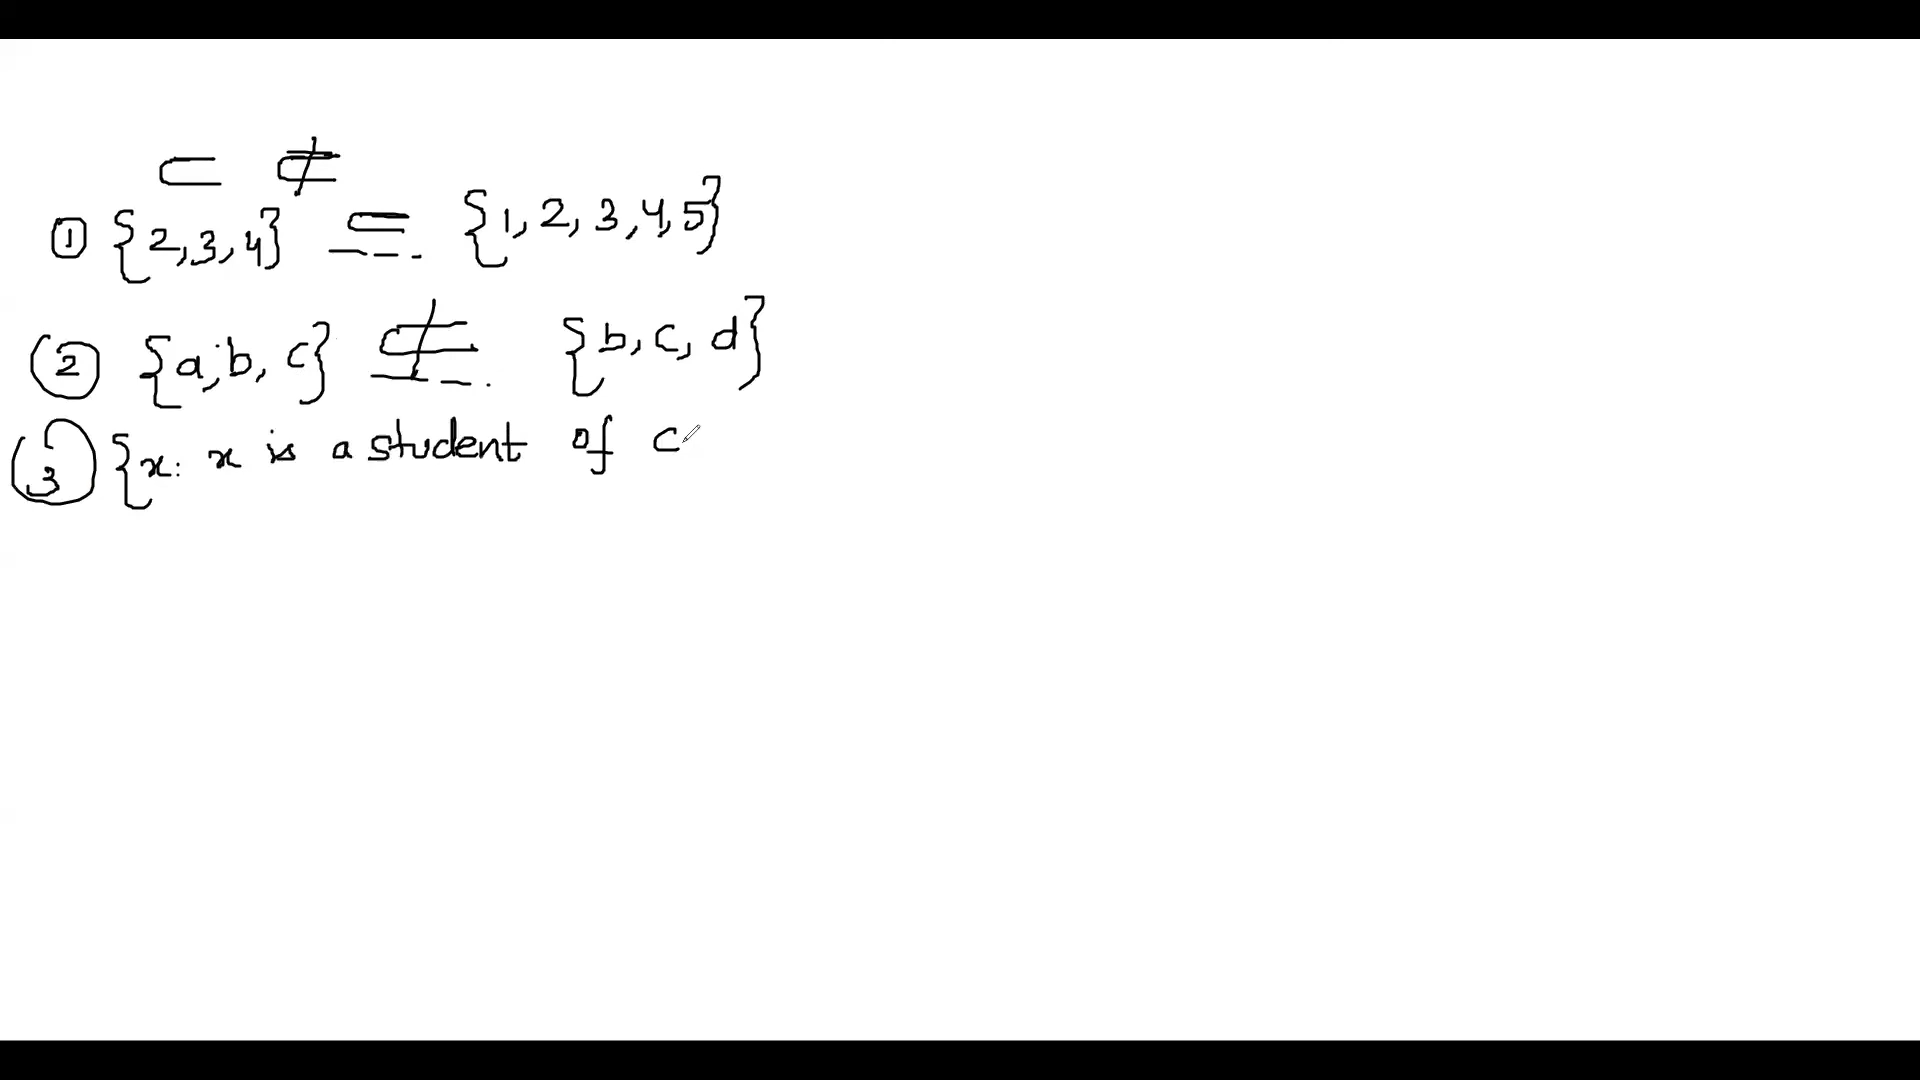 ⊂ ⊄
① {2,3,4} ⊂ {1, 2, 3, 4, 5}
② {a, b, c} ⊄ {b, c, d}
③ {x: x is a student of c